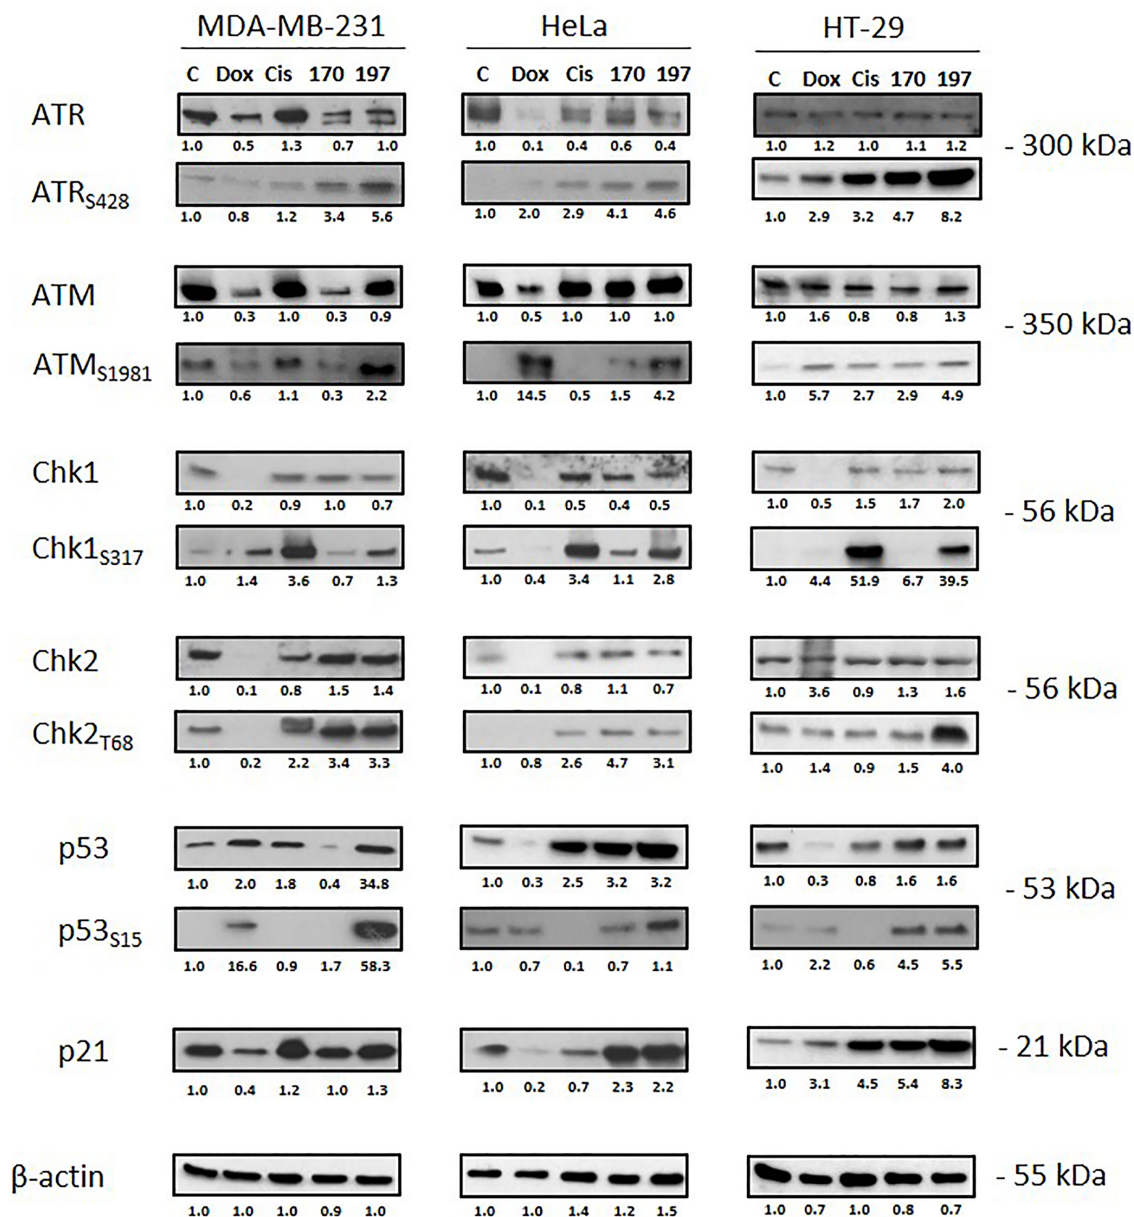 MDA-MB-231 HeLa HT-29
C Dox Cis 170 197 C Dox Cis 170 197 C Dox Cis 170 197
ATR
1.0 0.5 1.3 0.7 1.0 1.0 0.1 0.4 0.6 0.4 1.0 1.2 1.0 1.1 1.2
- 300 kDa
ATRS428
1.0 0.8 1.2 3.4 5.6 1.0 2.0 2.9 4.1 4.6 1.0 2.9 3.2 4.7 8.2
ATM
1.0 0.3 1.0 0.3 0.9 1.0 0.5 1.0 1.0 1.0 1.0 1.6 0.8 0.8 1.3
- 350 kDa
ATMS1981
1.0 0.6 1.1 0.3 2.2 1.0 14.5 0.5 1.5 4.2 1.0 5.7 2.7 2.9 4.9
Chk1
1.0 0.2 0.9 1.0 0.7 1.0 0.1 0.5 0.4 0.5 1.0 0.5 1.5 1.7 2.0
- 56 kDa
Chk1S317
1.0 1.4 3.6 0.7 1.3 1.0 0.4 3.4 1.1 2.8 1.0 4.4 51.9 6.7 39.5
Chk2
1.0 0.1 0.8 1.5 1.4 1.0 0.1 0.8 1.1 0.7 1.0 3.6 0.9 1.3 1.6
- 56 kDa
Chk2T68
1.0 0.2 2.2 3.4 3.3 1.0 0.8 2.6 4.7 3.1 1.0 1.4 0.9 1.5 4.0
p53
1.0 2.0 1.8 0.4 34.8 1.0 0.3 2.5 3.2 3.2 1.0 0.3 0.8 1.6 1.6
- 53 kDa
p53S15
1.0 16.6 0.9 1.7 58.3 1.0 0.7 0.1 0.7 1.1 1.0 2.2 0.6 4.5 5.5
p21 - 21 kDa
1.0 0.4 1.2 1.0 1.3 1.0 0.2 0.7 2.3 2.2 1.0 3.1 4.5 5.4 8.3
β-actin - 55 kDa
1.0 1.0 1.0 0.9 1.0 1.0 1.0 1.4 1.2 1.5 1.0 0.7 1.0 0.8 0.7